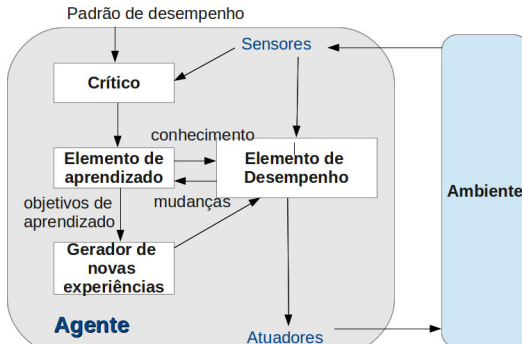 Padrão de desempenho
Sensores
Crítico
conhecimento
Elemento de
aprendizado
Elemento de
Desempenho
Ambiente
mudanças
objetivos de
aprendizado
Gerador de
novas
experiências
Agente
Atuadores